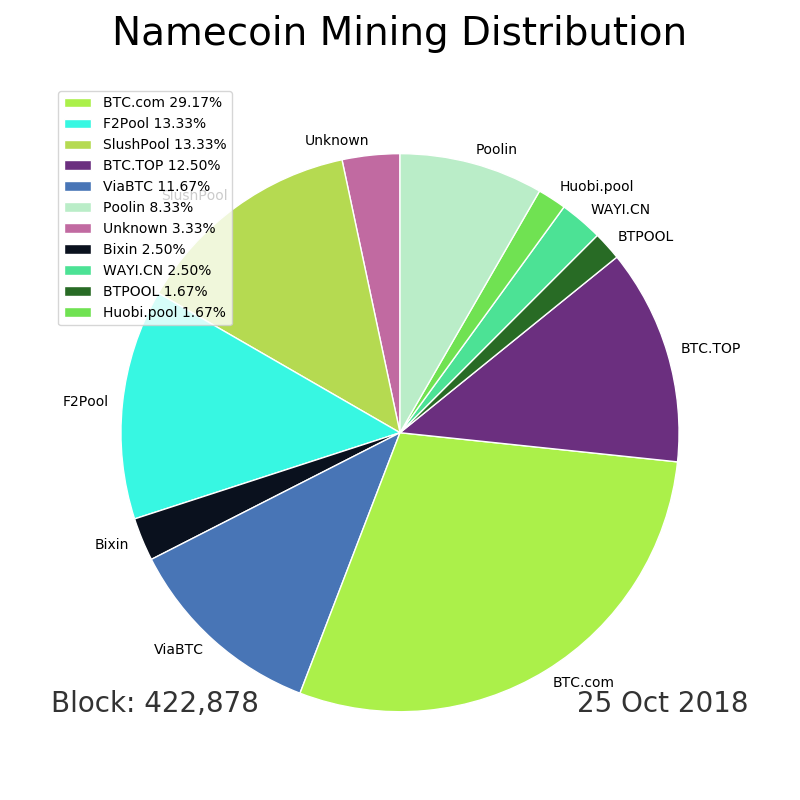 Namecoin Mining Distribution
BTC.com 29.17%
F2Pool 13.33%
SlushPool 13.33%
BTC.TOP 12.50%
ViaBTC 11.67%
Poolin 8.33%
Unknown 3.33%
Bixin 2.50%
WAYI.CN 2.50%
BTPOOL 1.67%
Huobi.pool 1.67%
Unknown
Poolin
Huobi.pool
SlushPool
WAYI.CN
BTPOOL
BTC.TOP
F2Pool
Bixin
ViaBTC
BTC.com
Block: 422,878
25 Oct 2018